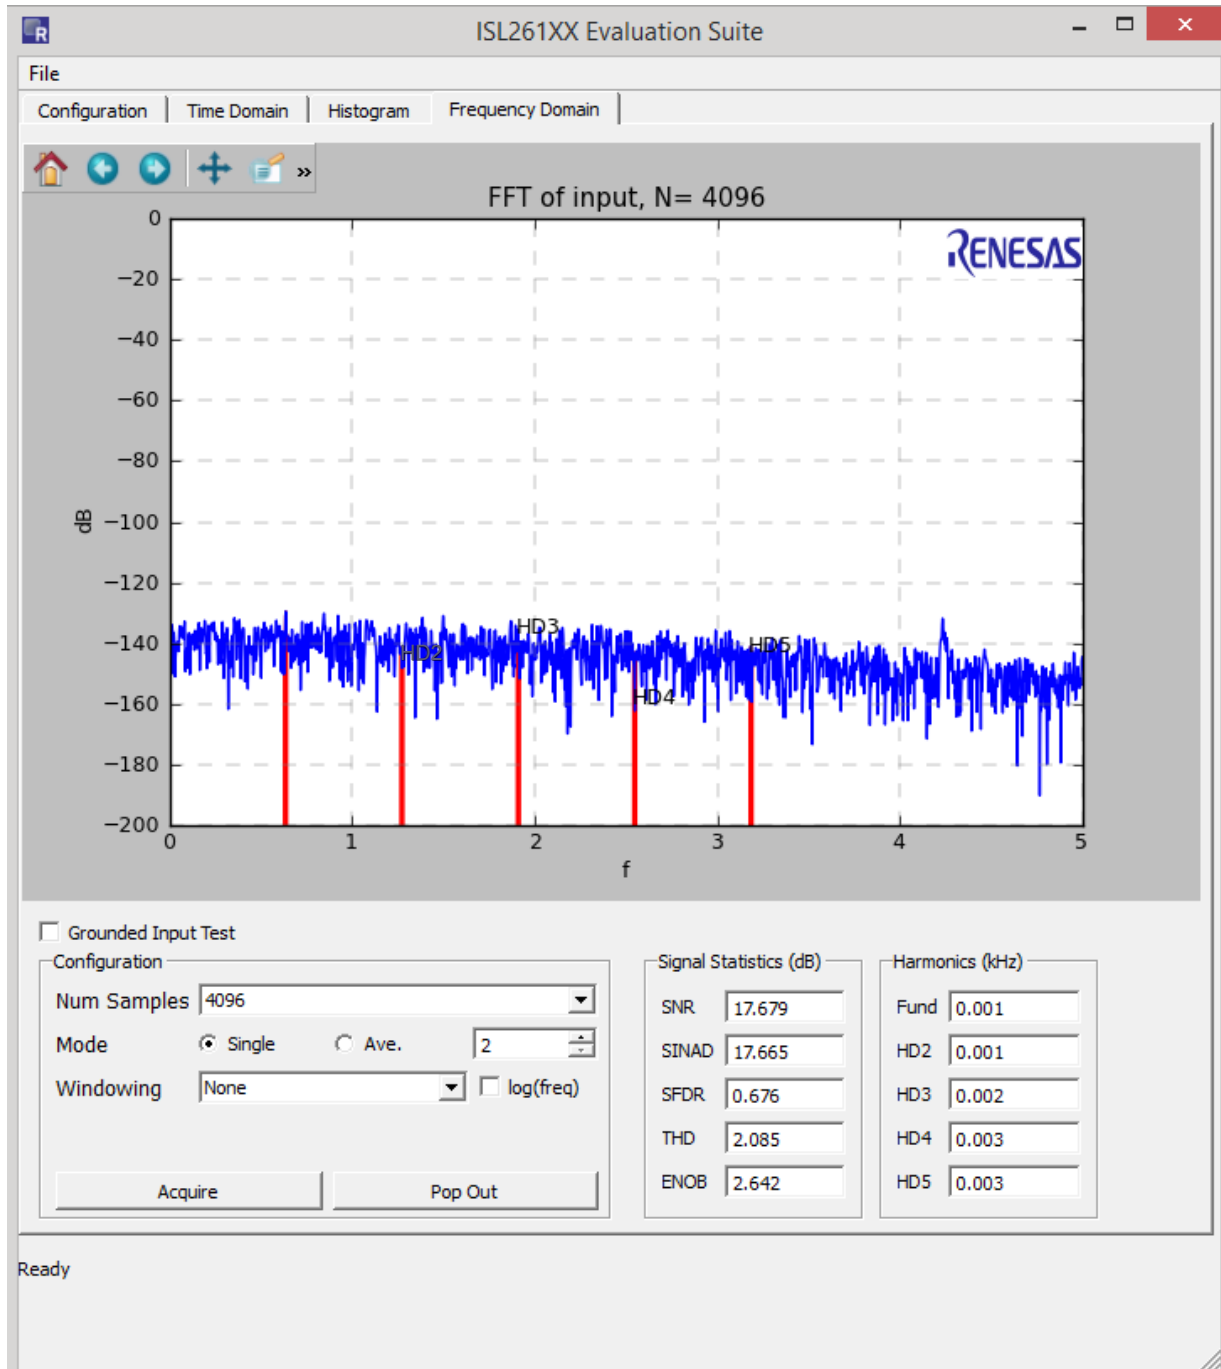 ISL261XX Evaluation Suite
File
Configuration Time Domain Histogram Frequency Domain
»
FFT of input, N= 4096
RENESAS
0
−20
−40
−60
−80
−100
−120
−140
−160
−180
−200
dB
HD2
HD3
HD4
HD5
0 1 2 3 4 5
f
Grounded Input Test
Configuration
Num Samples 4096
Mode Single Ave. 2
Windowing None log(freq)
Acquire Pop Out
Signal Statistics (dB)
SNR 17.679
SINAD 17.665
SFDR 0.676
THD 2.085
ENOB 2.642
Harmonics (kHz)
Fund 0.001
HD2 0.001
HD3 0.002
HD4 0.003
HD5 0.003
Ready